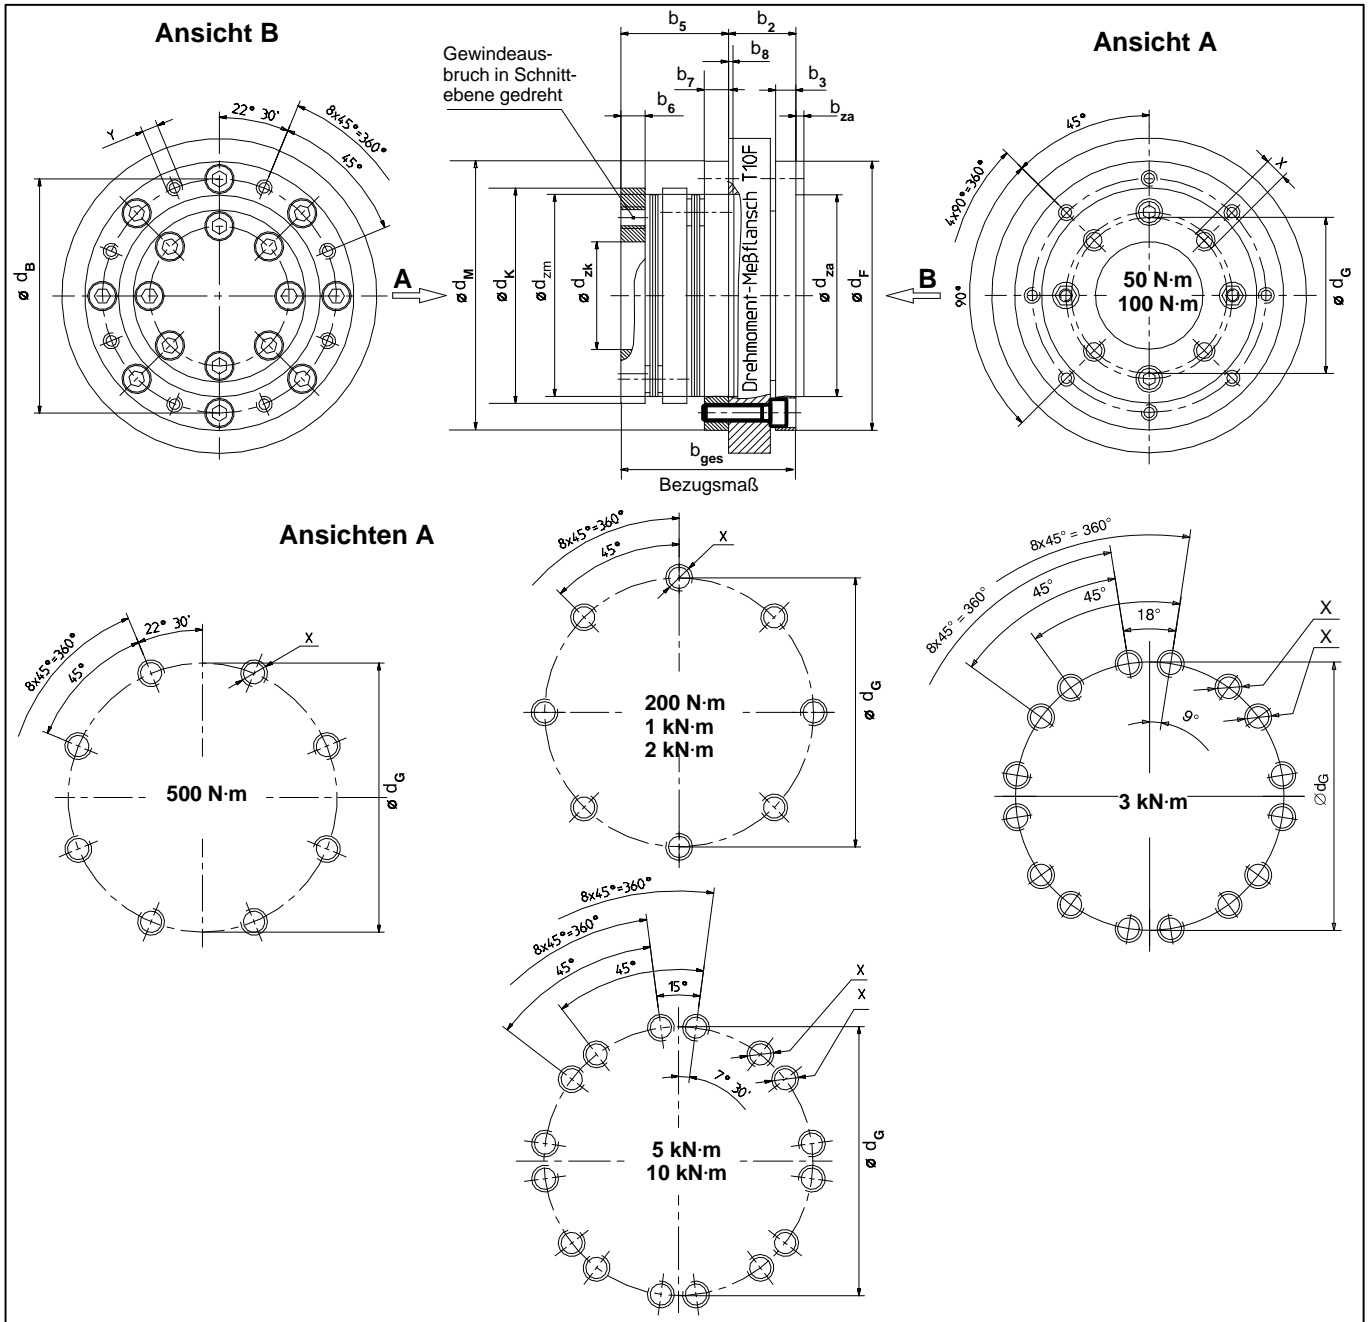 Ansicht B
b5
b2
Ansicht A
Gewindeaus-
bruch in Schnitt-
ebene gedreht
b8
b7
b3
b6
bza
22° 30'
8x45°=360°
45°
Y
45°
4x90°=360°
90°
X
ø dB
A
ø dM
ø dK
ø dzm
ø dzk
Drehmoment-Meßflansch T10F
ø dza
ø dF
B
50 N·m
100 N·m
ø dG
bges
Bezugsmaß
Ansichten A
8x45°=360°
45°
22° 30'
X
500 N·m
ø dG
8x45°=360°
45°
X
200 N·m
1 kN·m
2 kN·m
ø dG
8x45° = 360°
8x45° = 360°
45°
45°
18°
X
X
9°
3 kN·m
∅dG
8x45°=360°
8x45°=360°
45°
45°
15°
X
X
7° 30'
5 kN·m
10 kN·m
ø dG